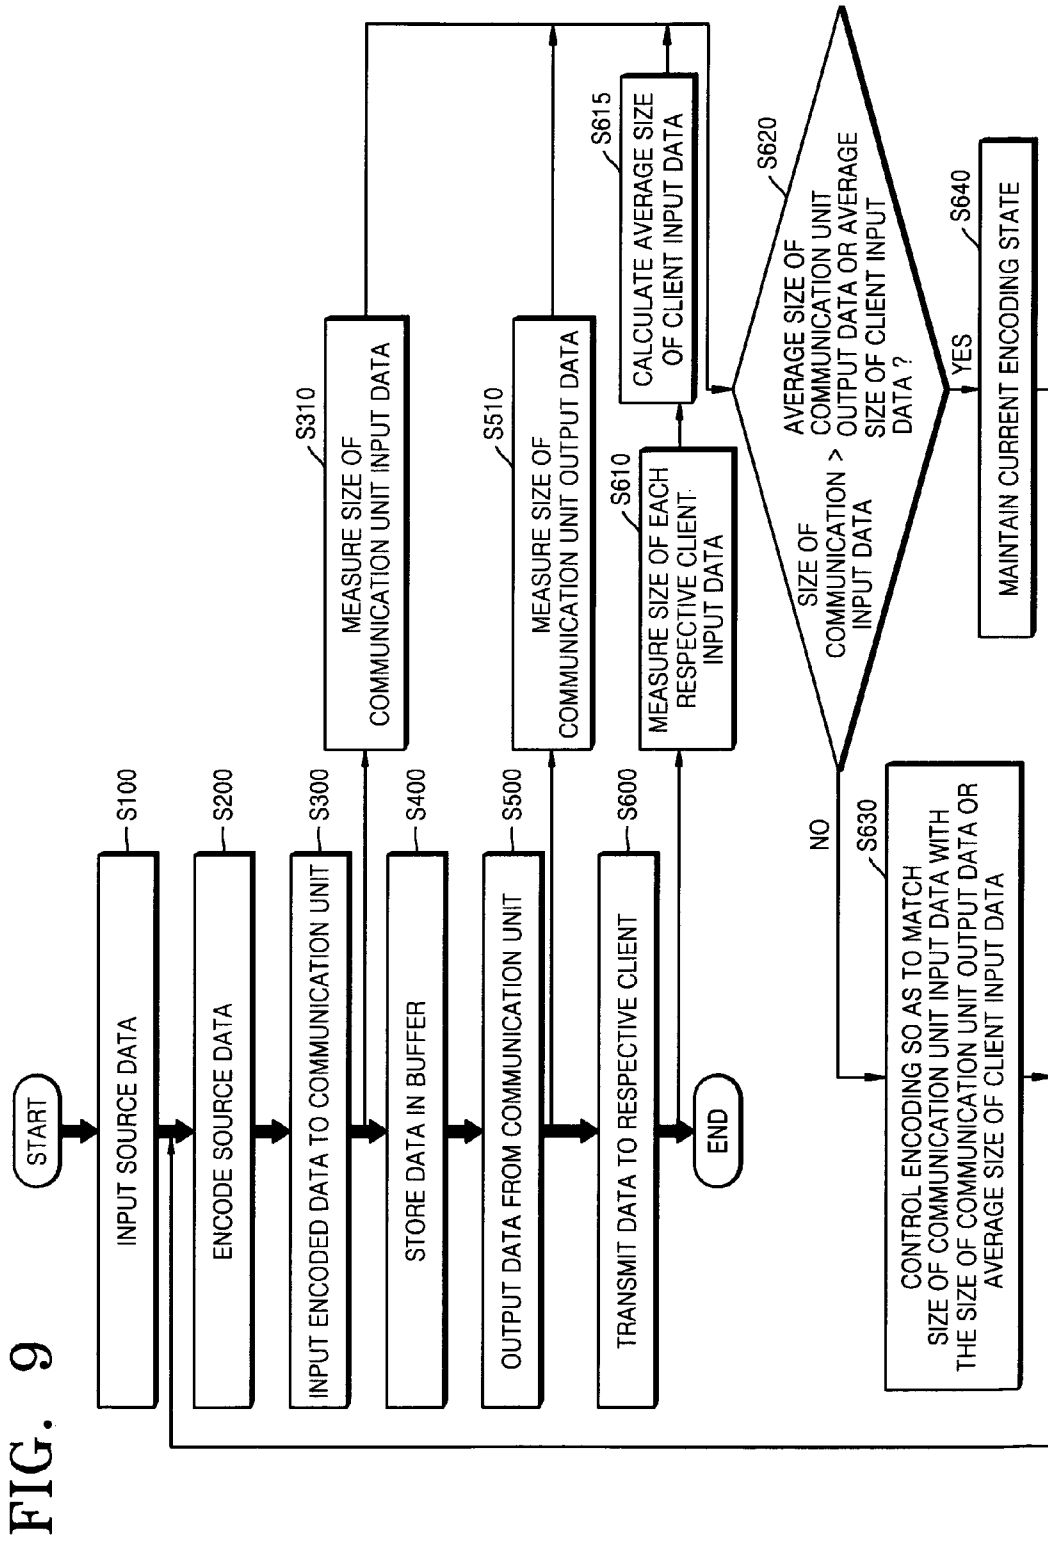 FIG. 9
START
INPUT SOURCE DATA
S100
ENCODE SOURCE DATA
S200
INPUT ENCODED DATA TO COMMUNICATION UNIT
S300
STORE DATA IN BUFFER
S400
OUTPUT DATA FROM COMMUNICATION UNIT
S500
TRANSMIT DATA TO RESPECTIVE CLIENT
S600
END
S310
MEASURE SIZE OF
COMMUNICATION UNIT INPUT DATA
S510
MEASURE SIZE OF
COMMUNICATION UNIT OUTPUT DATA
S610
MEASURE SIZE OF EACH
RESPECTIVE CLIENT
INPUT DATA
S615
CALCULATE AVERAGE SIZE
OF CLIENT INPUT DATA
S620
SIZE OF
COMMUNICATION >
INPUT DATA
AVERAGE SIZE OF
COMMUNICATION UNIT
OUTPUT DATA OR AVERAGE
SIZE OF CLIENT INPUT
DATA ?
NO
YES
S630
CONTROL ENCODING SO AS TO MATCH
SIZE OF COMMUNICATION UNIT INPUT DATA WITH
THE SIZE OF COMMUNICATION UNIT OUTPUT DATA OR
AVERAGE SIZE OF CLIENT INPUT DATA
S640
MAINTAIN CURRENT ENCODING STATE